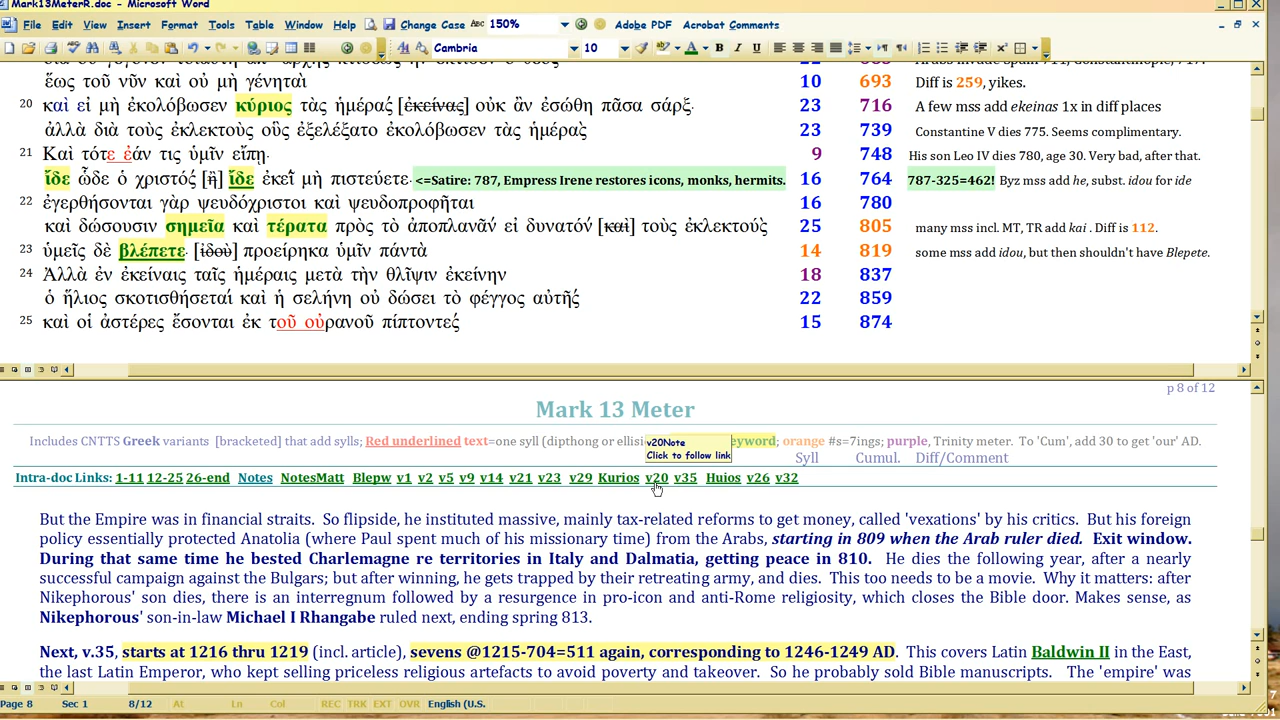 Mark13MeterR.doc - Microsoft Word
File Edit View Insert Format Tools Table Window Help Change Case ABC 150% Adobe PDF Acrobat Comments
Cambria 10 A B I U
ἕως τοῦ νῦν καὶ οὐ μὴ γένηται 10 693 Diff is 259, yikes.
20 καὶ εἰ μὴ ἐκολόβωσεν κύριος τὰς ἡμέρας [ἐκείνας] οὐκ ἂν ἐσώθη πᾶσα σάρξ· 23 716 A few mss add ekeinas 1x in diff places
ἀλλὰ διὰ τοὺς ἐκλεκτοὺς οὓς ἐξελέξατο ἐκολόβωσεν τὰς ἡμέρας 23 739 Constantine V dies 775. Seems complimentary.
21 Καὶ τότε ἐάν τις ὑμῖν εἴπῃ· 9 748 His son Leo IV dies 780, age 30. Very bad, after that.
ἴδε ὧδε ὁ χριστός [ἢ] ἴδε ἐκεῖ μὴ πιστεύετε· <=Satire: 787, Empress Irene restores icons, monks, hermits. 16 764 787-325=462! Byz mss add he, subst. idou for ide
22 ἐγερθήσονται γὰρ ψευδόχριστοι καὶ ψευδοπροφῆται 16 780
καὶ δώσουσιν σημεῖα καὶ τέρατα πρὸς τὸ ἀποπλανᾶν εἰ δυνατόν [καὶ] τοὺς ἐκλεκτούς 25 805 many mss incl. MT, TR add kai . Diff is 112.
23 ὑμεῖς δὲ βλέπετε· [ἰδού] προείρηκα ὑμῖν πάντα 14 819 some mss add idou, but then shouldn't have Blepete.
24 Ἀλλὰ ἐν ἐκείναις ταῖς ἡμέραις μετὰ τὴν θλῖψιν ἐκείνην 18 837
ὁ ἥλιος σκοτισθήσεται καὶ ἡ σελήνη οὐ δώσει τὸ φέγγος αὐτῆς 22 859
25 καὶ οἱ ἀστέρες ἔσονται ἐκ τοῦ οὐρανοῦ πίπτοντες 15 874
p 8 of 12
Mark 13 Meter
Includes CNTTS Greek variants [bracketed] that add sylls; Red underlined text=one syll (dipthong or ellisi eyword; orange #s=7ings; purple, Trinity meter. To 'Cum', add 30 to get 'our' AD.
v20Note
Click to follow link
Syll Cumul. Diff/Comment
Intra-doc Links: 1-11 12-25 26-end Notes NotesMatt Blepw v1 v2 v5 v9 v14 v21 v23 v29 Kurios v20 v35 Huios v26 v32
But the Empire was in financial straits. So flipside, he instituted massive, mainly tax-related reforms to get money, called 'vexations' by his critics. But his foreign
policy essentially protected Anatolia (where Paul spent much of his missionary time) from the Arabs, starting in 809 when the Arab ruler died. Exit window.
During that same time he bested Charlemagne re territories in Italy and Dalmatia, getting peace in 810. He dies the following year, after a nearly
successful campaign against the Bulgars; but after winning, he gets trapped by their retreating army, and dies. This too needs to be a movie. Why it matters: after
Nikephorous' son dies, there is an interregnum followed by a resurgence in pro-icon and anti-Rome religiosity, which closes the Bible door. Makes sense, as
Nikephorous' son-in-law Michael I Rhangabe ruled next, ending spring 813.
Next, v.35, starts at 1216 thru 1219 (incl. article), sevens @1215-704=511 again, corresponding to 1246-1249 AD. This covers Latin Baldwin II in the East,
the last Latin Emperor, who kept selling priceless religious artefacts to avoid poverty and takeover. So he probably sold Bible manuscripts. The 'empire' was
Page 8 Sec 1 8/12 At Ln Col REC TRK EXT OVR English (U.S.